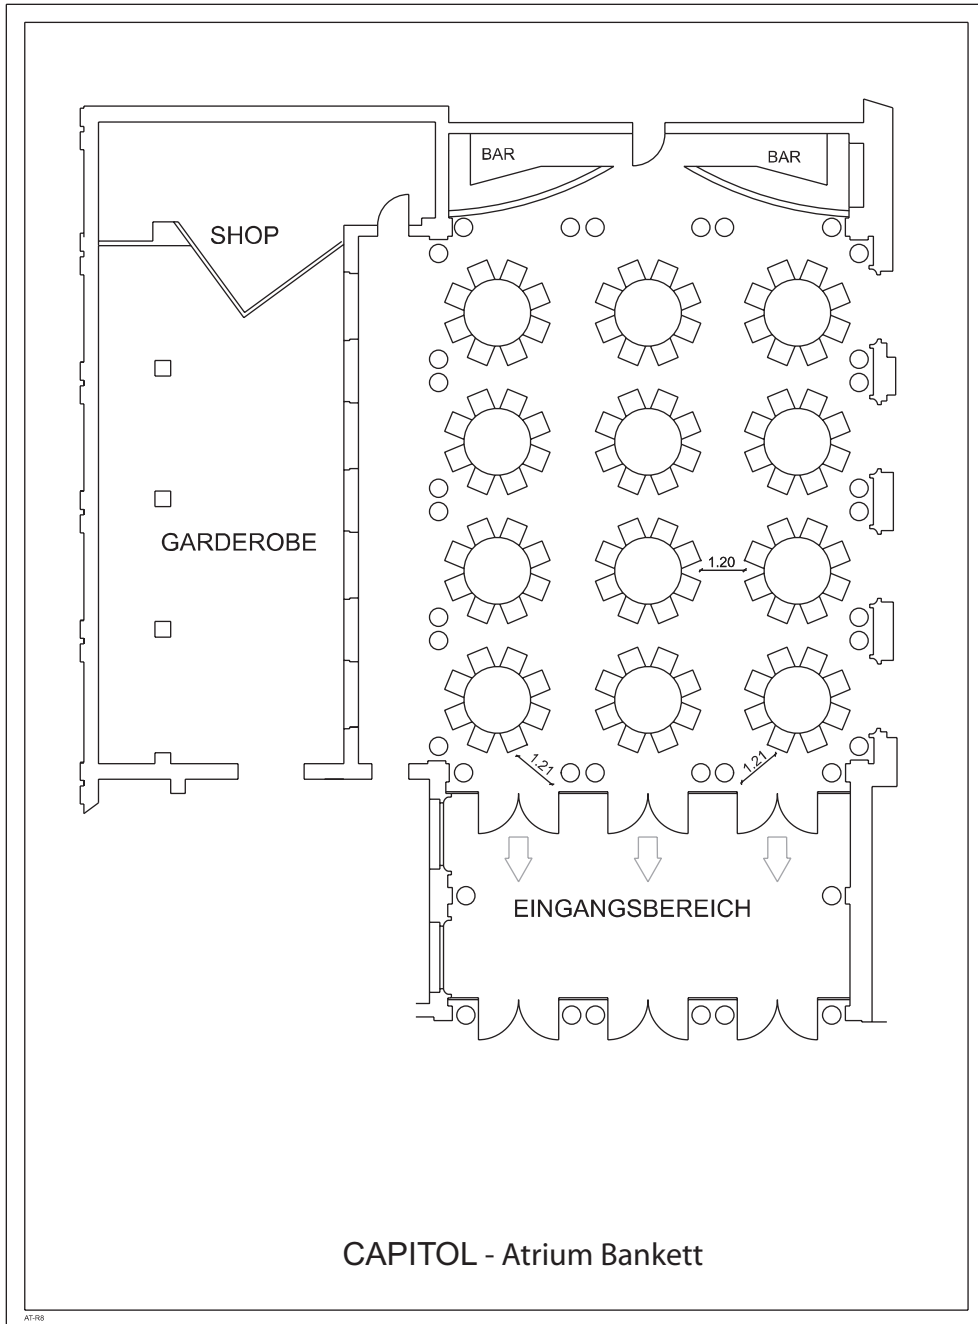 BAR
BAR
SHOP
GARDEROBE
1.20
1.21
1.21
EINGANGSBEREICH
CAPITOL - Atrium Bankett
AT-R8